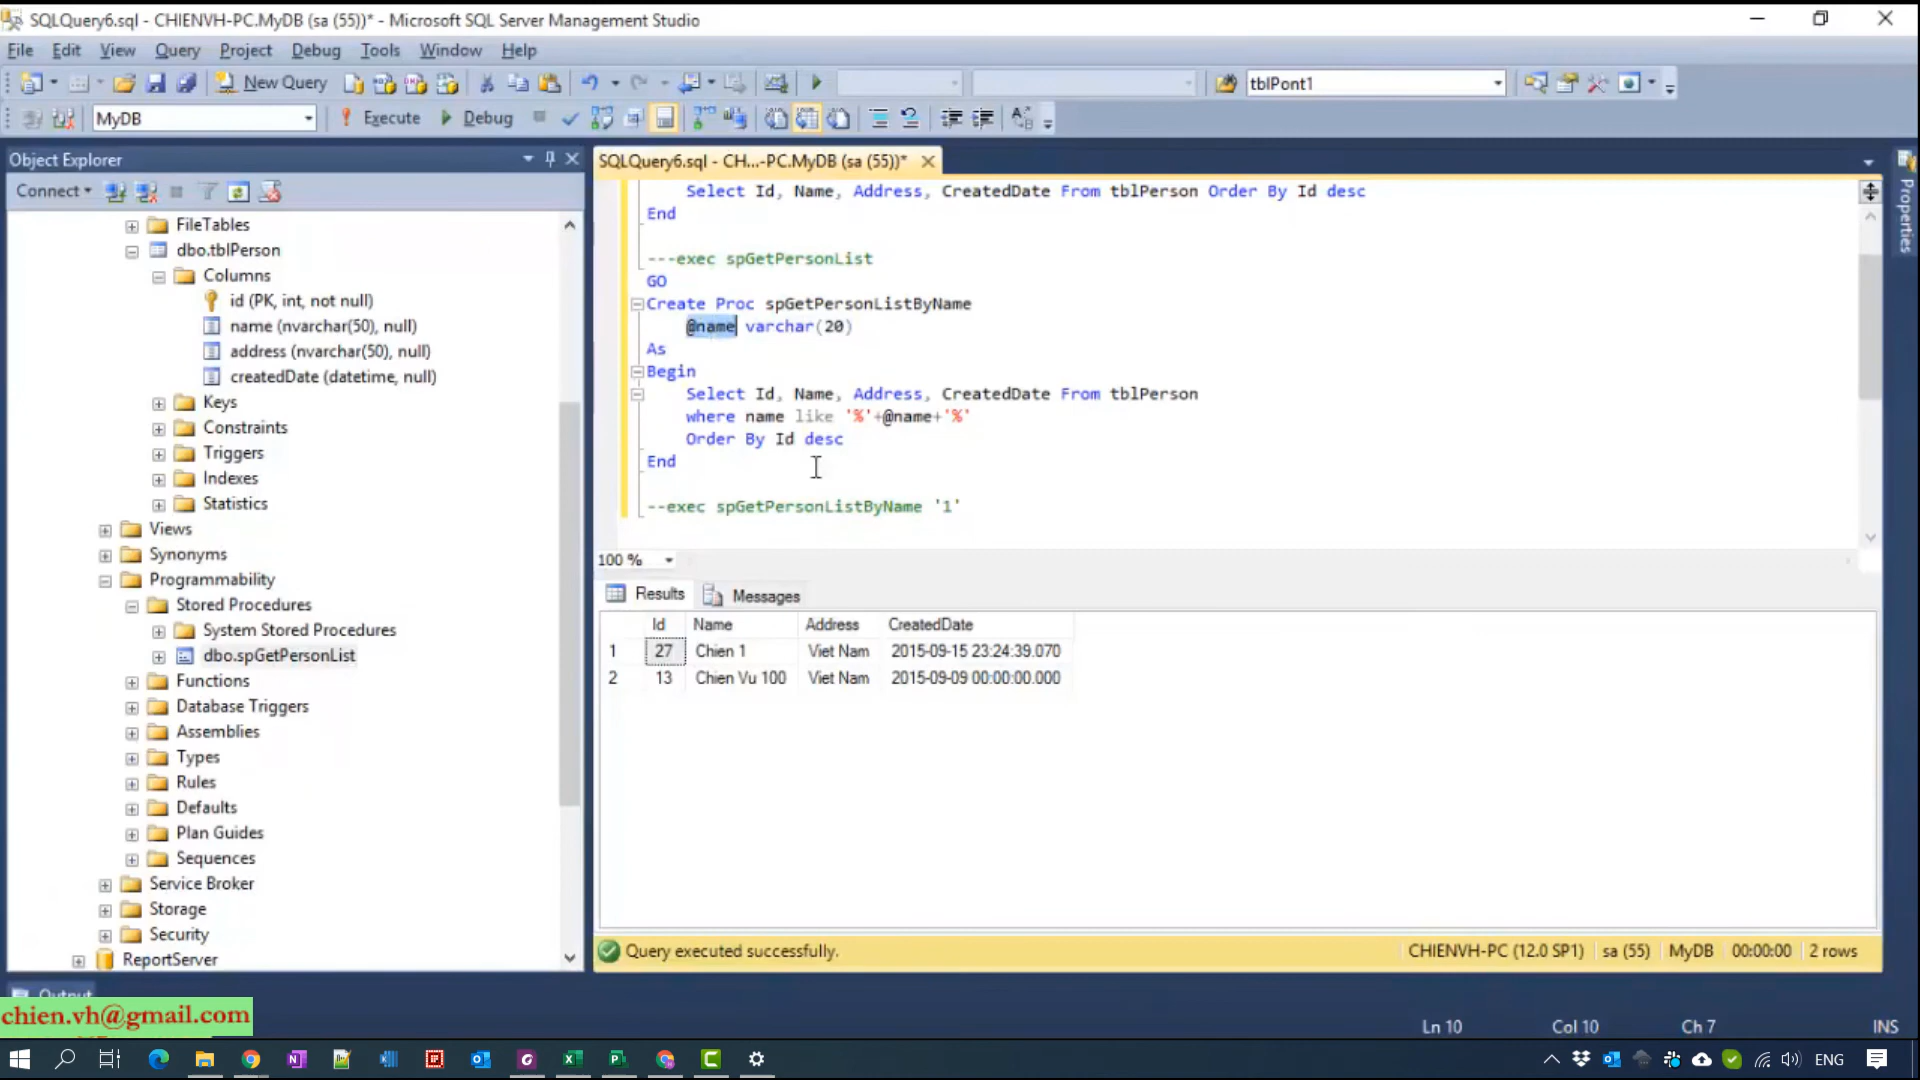 SQLQuery6.sql - CHIENVH-PC.MyDB (sa (55))* - Microsoft SQL Server Management Studio
File Edit View Query Project Debug Tools Window Help
New Query tblPont1
MyDB Execute Debug
Object Explorer
Connect
FileTables
dbo.tblPerson
Columns
id (PK, int, not null)
name (nvarchar(50), null)
address (nvarchar(50), null)
createdDate (datetime, null)
Keys
Constraints
Triggers
Indexes
Statistics
Views
Synonyms
Programmability
Stored Procedures
System Stored Procedures
dbo.spGetPersonList
Functions
Database Triggers
Assemblies
Types
Rules
Defaults
Plan Guides
Sequences
Service Broker
Storage
Security
ReportServer
SQLQuery6.sql - CH...-PC.MyDB (sa (55))*
Select Id, Name, Address, CreatedDate From tblPerson Order By Id desc
End
---exec spGetPersonList
GO
Create Proc spGetPersonListByName
@name varchar(20)
As
Begin
Select Id, Name, Address, CreatedDate From tblPerson
where name like '%'+@name+'%'
Order By Id desc
End
--exec spGetPersonListByName '1'
100 %
Results Messages
Id Name Address CreatedDate
1 27 Chien 1 Viet Nam 2015-09-15 23:24:39.070
2 13 Chien Vu 100 Viet Nam 2015-09-09 00:00:00.000
Query executed successfully. CHIENVH-PC (12.0 SP1) sa (55) MyDB 00:00:00 2 rows
Properties
Output
chien.vh@gmail.com
Ln 10 Col 10 Ch 7 INS
ENG